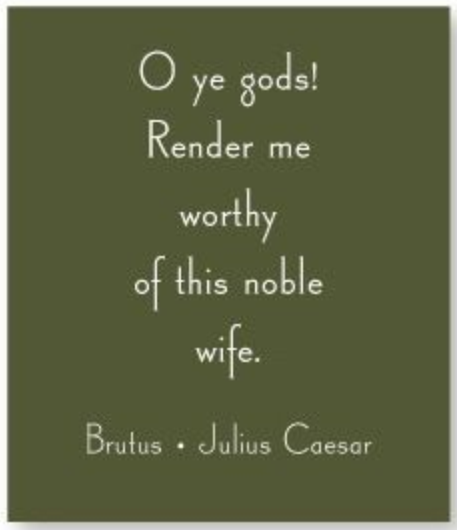 O ye gods!
Render me
worthy
of this noble
wife.
Brutus • Julius Caesar